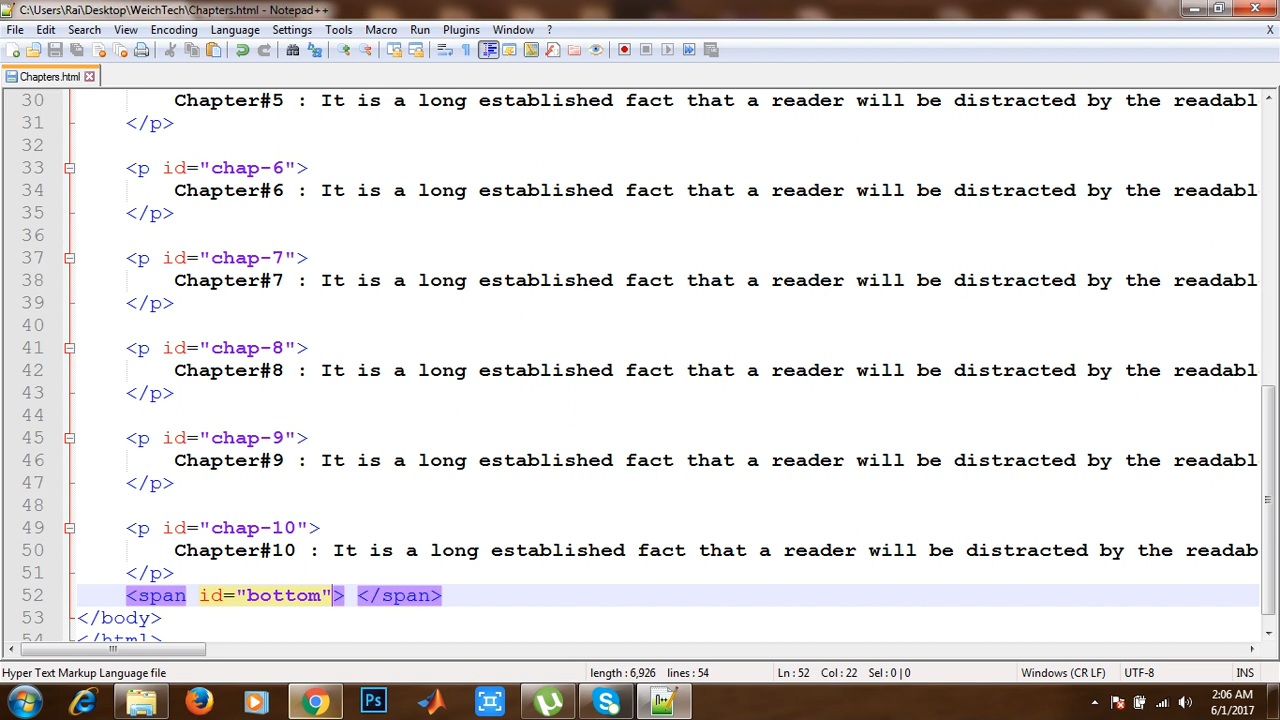 C:\Users\Rai\Desktop\WeichTech\Chapters.html - Notepad++
File Edit Search View Encoding Language Settings Tools Macro Run Plugins Window ? X
Chapters.html
30 Chapter#5 : It is a long established fact that a reader will be distracted by the readabl
31 </p>
32
33 <p id="chap-6">
34 Chapter#6 : It is a long established fact that a reader will be distracted by the readabl
35 </p>
36
37 <p id="chap-7">
38 Chapter#7 : It is a long established fact that a reader will be distracted by the readabl
39 </p>
40
41 <p id="chap-8">
42 Chapter#8 : It is a long established fact that a reader will be distracted by the readabl
43 </p>
44
45 <p id="chap-9">
46 Chapter#9 : It is a long established fact that a reader will be distracted by the readabl
47 </p>
48
49 <p id="chap-10">
50 Chapter#10 : It is a long established fact that a reader will be distracted by the readab
51 </p>
52 <span id="bottom"> </span>
53 </body>
54 </html>
Hyper Text Markup Language file length : 6,926 lines : 54 Ln : 52 Col : 22 Sel : 0 | 0 Windows (CR LF) UTF-8 INS
Ps
2:06 AM
6/1/2017